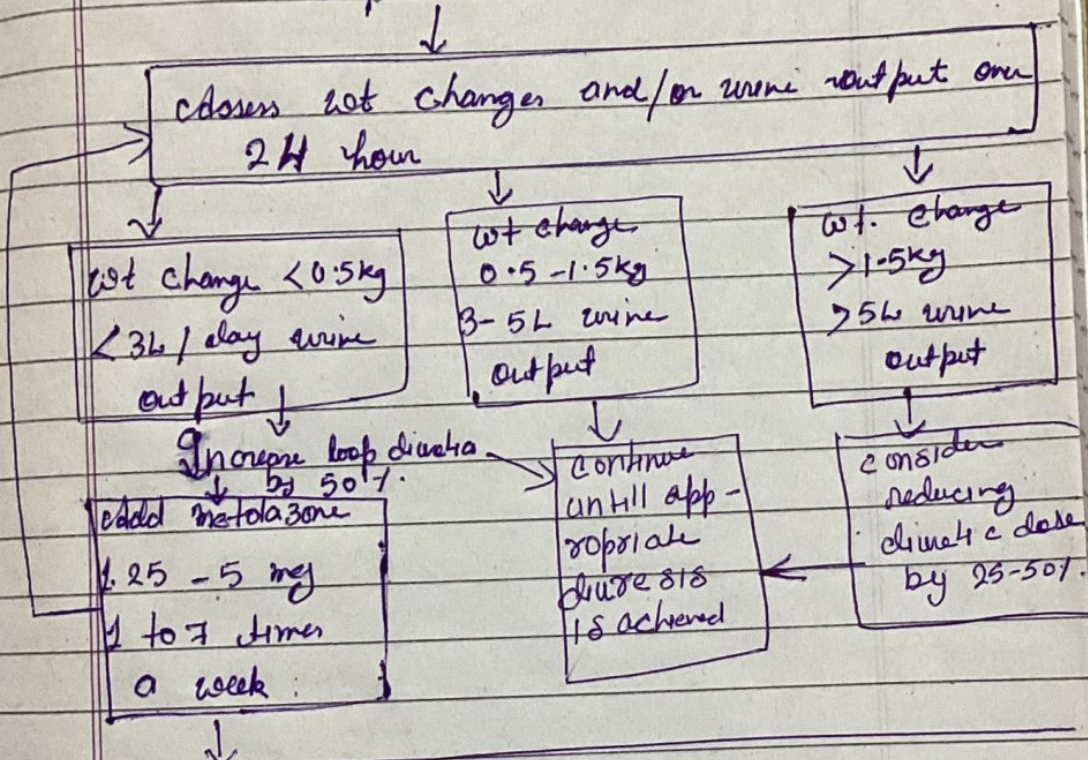 Assess wt changes and/or urine output over
24 hour
wt change <0.5kg
<3L / day urine
output
wt change
0.5-1.5kg
3-5L urine
output
wt. change
>1.5kg
>5L urine
output
Increase loop diuretic
by 50%.
Add metolazone
1.25 - 5 mg
1 to 7 times
a week :
continue
untill app-
ropriate
diuresis
is achieved
consider
reducing
diuretic dose
by 25-50%.